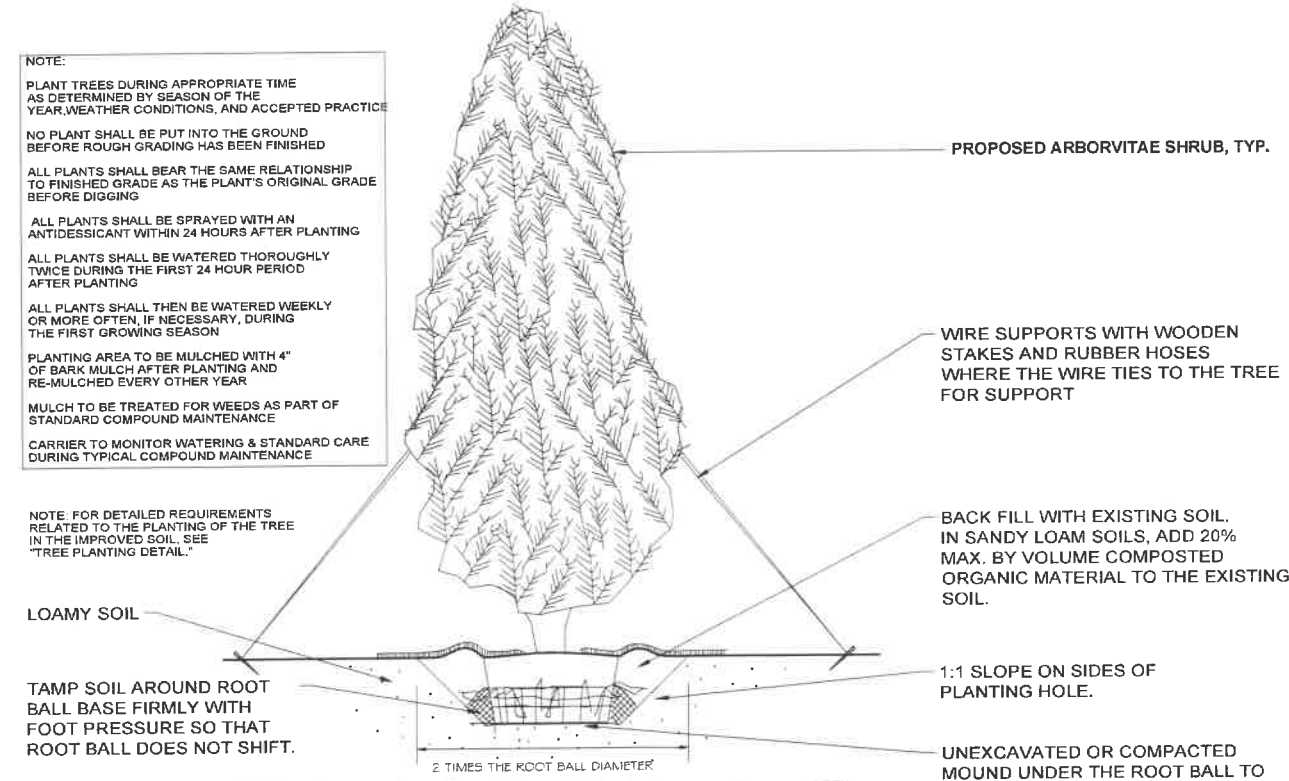 NOTE:
PLANT TREES DURING APPROPRIATE TIME
AS DETERMINED BY SEASON OF THE
YEAR,WEATHER CONDITIONS, AND ACCEPTED PRACTICE
NO PLANT SHALL BE PUT INTO THE GROUND
BEFORE ROUGH GRADING HAS BEEN FINISHED
ALL PLANTS SHALL BEAR THE SAME RELATIONSHIP
TO FINISHED GRADE AS THE PLANT'S ORIGINAL GRADE
BEFORE DIGGING
ALL PLANTS SHALL BE SPRAYED WITH AN
ANTIDESSICANT WITHIN 24 HOURS AFTER PLANTING
ALL PLANTS SHALL BE WATERED THOROUGHLY
TWICE DURING THE FIRST 24 HOUR PERIOD
AFTER PLANTING
ALL PLANTS SHALL THEN BE WATERED WEEKLY
OR MORE OFTEN, IF NECESSARY, DURING
THE FIRST GROWING SEASON
PLANTING AREA TO BE MULCHED WITH 4"
OF BARK MULCH AFTER PLANTING AND
RE-MULCHED EVERY OTHER YEAR
MULCH TO BE TREATED FOR WEEDS AS PART OF
STANDARD COMPOUND MAINTENANCE
CARRIER TO MONITOR WATERING & STANDARD CARE
DURING TYPICAL COMPOUND MAINTENANCE
NOTE: FOR DETAILED REQUIREMENTS
RELATED TO THE PLANTING OF THE TREE
IN THE IMPROVED SOIL, SEE
"TREE PLANTING DETAIL."
LOAMY SOIL
TAMP SOIL AROUND ROOT
BALL BASE FIRMLY WITH
FOOT PRESSURE SO THAT
ROOT BALL DOES NOT SHIFT.
2 TIMES THE ROOT BALL DIAMETER
PROPOSED ARBORVITAE SHRUB, TYP.
WIRE SUPPORTS WITH WOODEN
STAKES AND RUBBER HOSES
WHERE THE WIRE TIES TO THE TREE
FOR SUPPORT
BACK FILL WITH EXISTING SOIL.
IN SANDY LOAM SOILS, ADD 20%
MAX. BY VOLUME COMPOSTED
ORGANIC MATERIAL TO THE EXISTING
SOIL.
1:1 SLOPE ON SIDES OF
PLANTING HOLE.
UNEXCAVATED OR COMPACTED
MOUND UNDER THE ROOT BALL TO